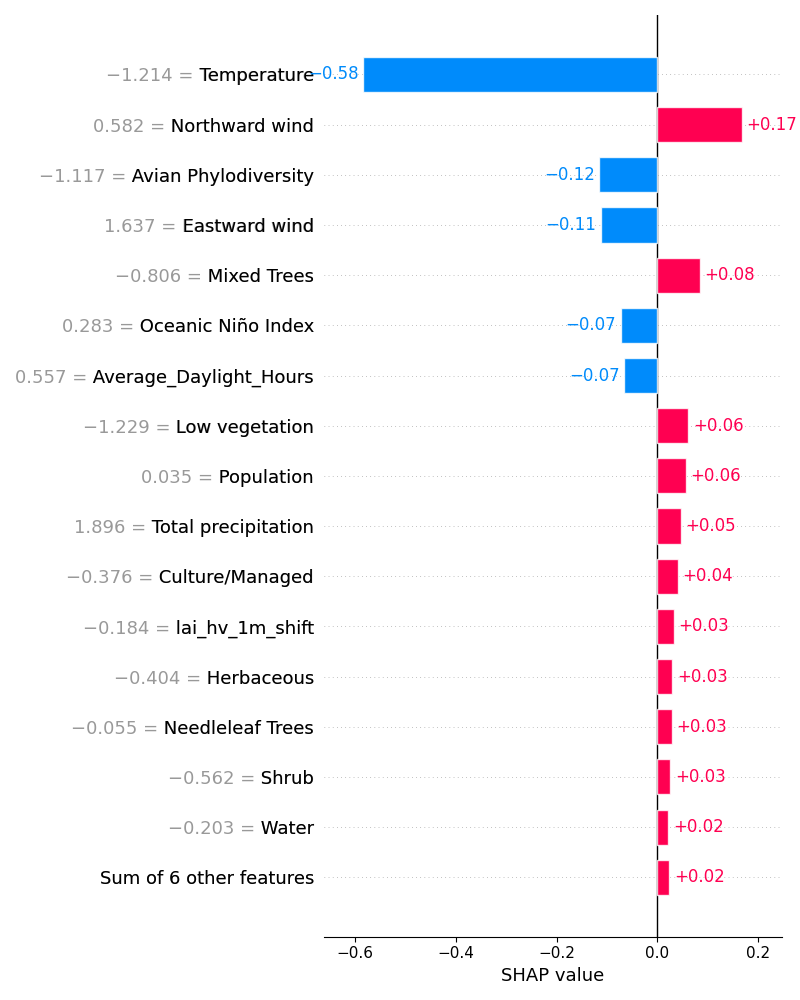 −1.214 = Temperature −0.58
0.582 = Northward wind +0.17
−1.117 = Avian Phylodiversity −0.12
1.637 = Eastward wind −0.11
−0.806 = Mixed Trees +0.08
0.283 = Oceanic Niño Index −0.07
0.557 = Average_Daylight_Hours −0.07
−1.229 = Low vegetation +0.06
0.035 = Population +0.06
1.896 = Total precipitation +0.05
−0.376 = Culture/Managed +0.04
−0.184 = lai_hv_1m_shift +0.03
−0.404 = Herbaceous +0.03
−0.055 = Needleleaf Trees +0.03
−0.562 = Shrub +0.03
−0.203 = Water +0.02
Sum of 6 other features +0.02
−0.6 −0.4 −0.2 0.0 0.2
SHAP value